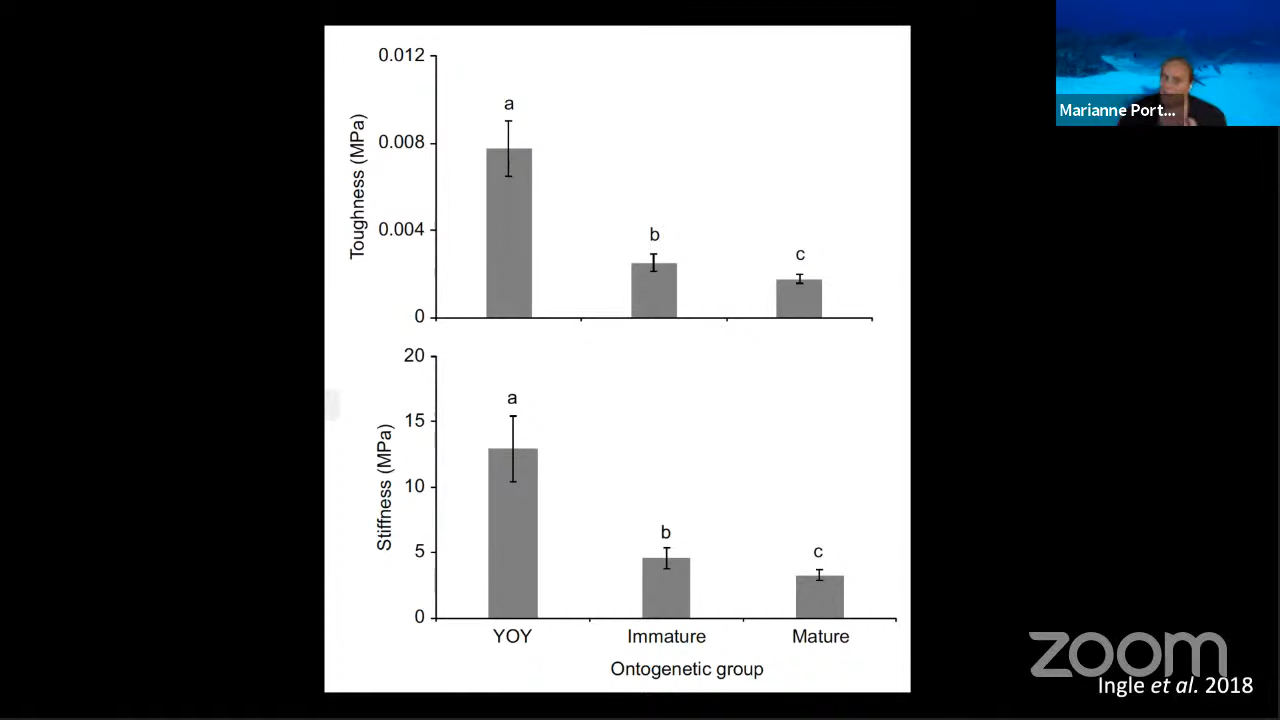 0.012
a
0.008
Toughness (MPa)
0.004
b
c
0
20
a
15
Stiffness (MPa)
10
b
5
c
0
YOY Immature Mature
Ontogenetic group
Marianne Port...
zoom
Ingle et al. 2018